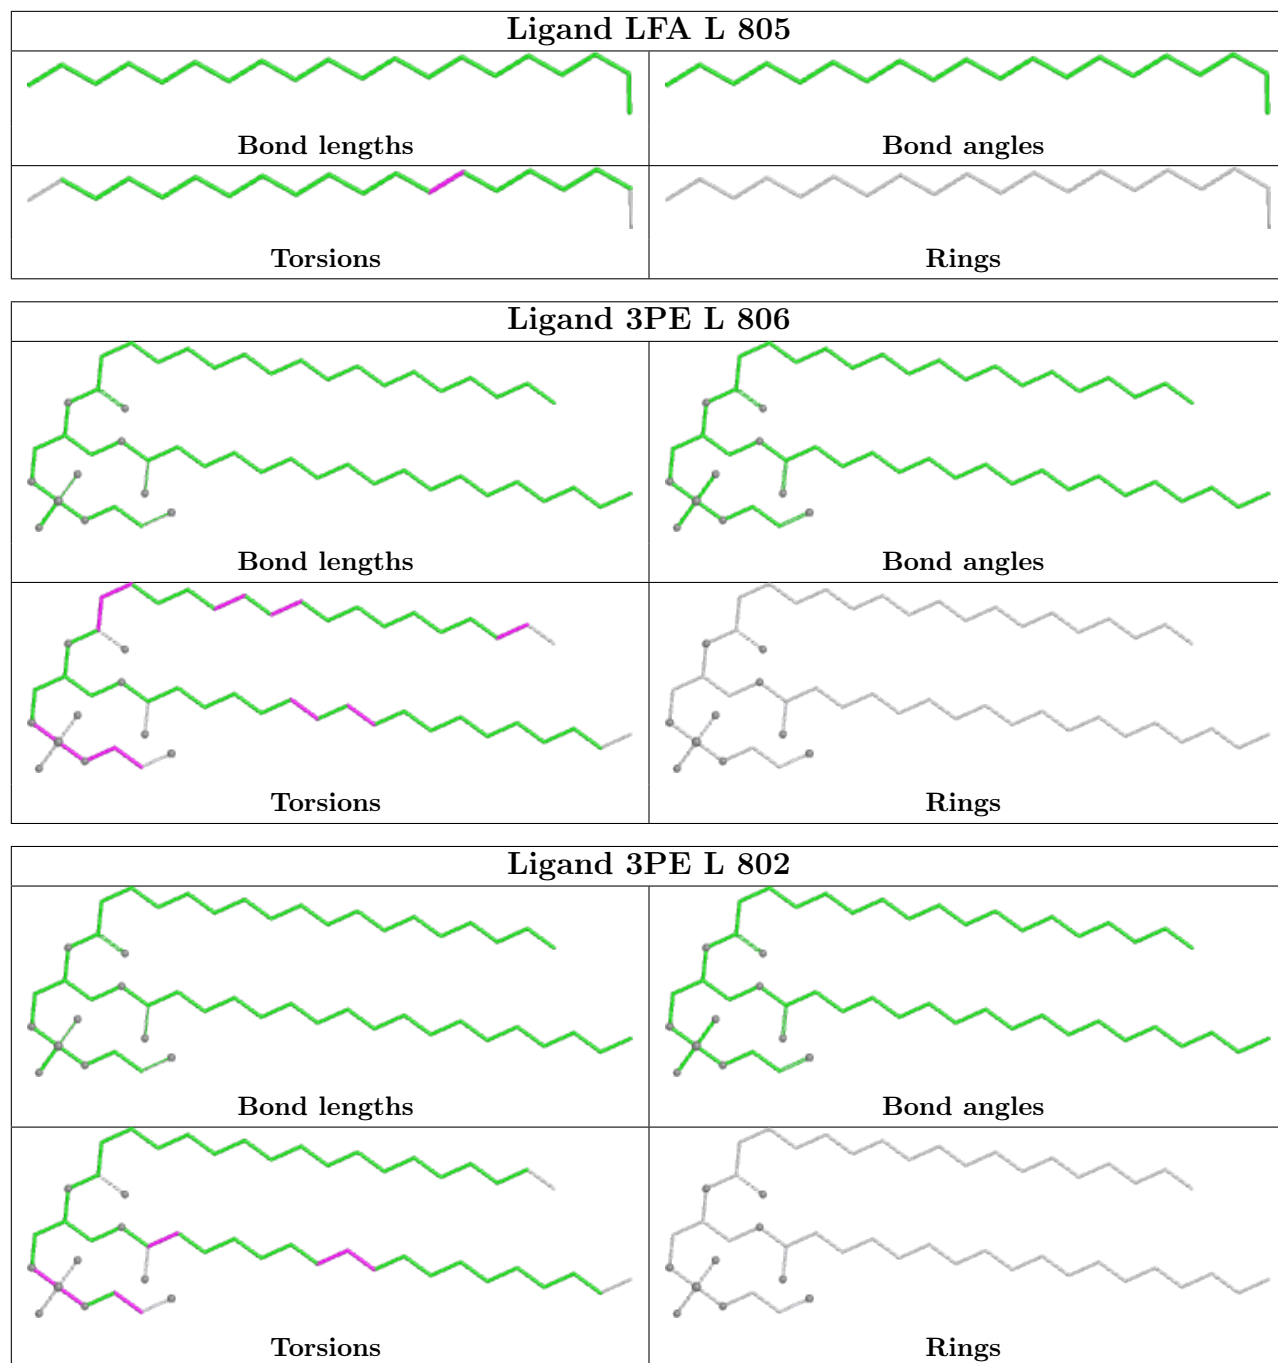 Ligand LFA L 805
Bond lengths
Bond angles
Torsions
Rings
Ligand 3PE L 806
Bond lengths
Bond angles
Torsions
Rings
Ligand 3PE L 802
Bond lengths
Bond angles
Torsions
Rings